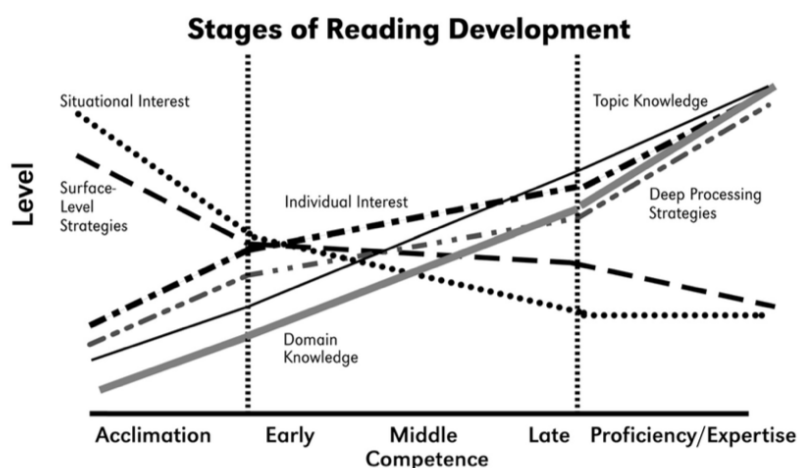 Stages of Reading Development
Situational Interest
Topic Knowledge
Level
Surface-
Level
Strategies
Individual Interest
Deep Processing
Strategies
Domain
Knowledge
Acclimation
Early
Middle
Late
Proficiency/Expertise
Competence